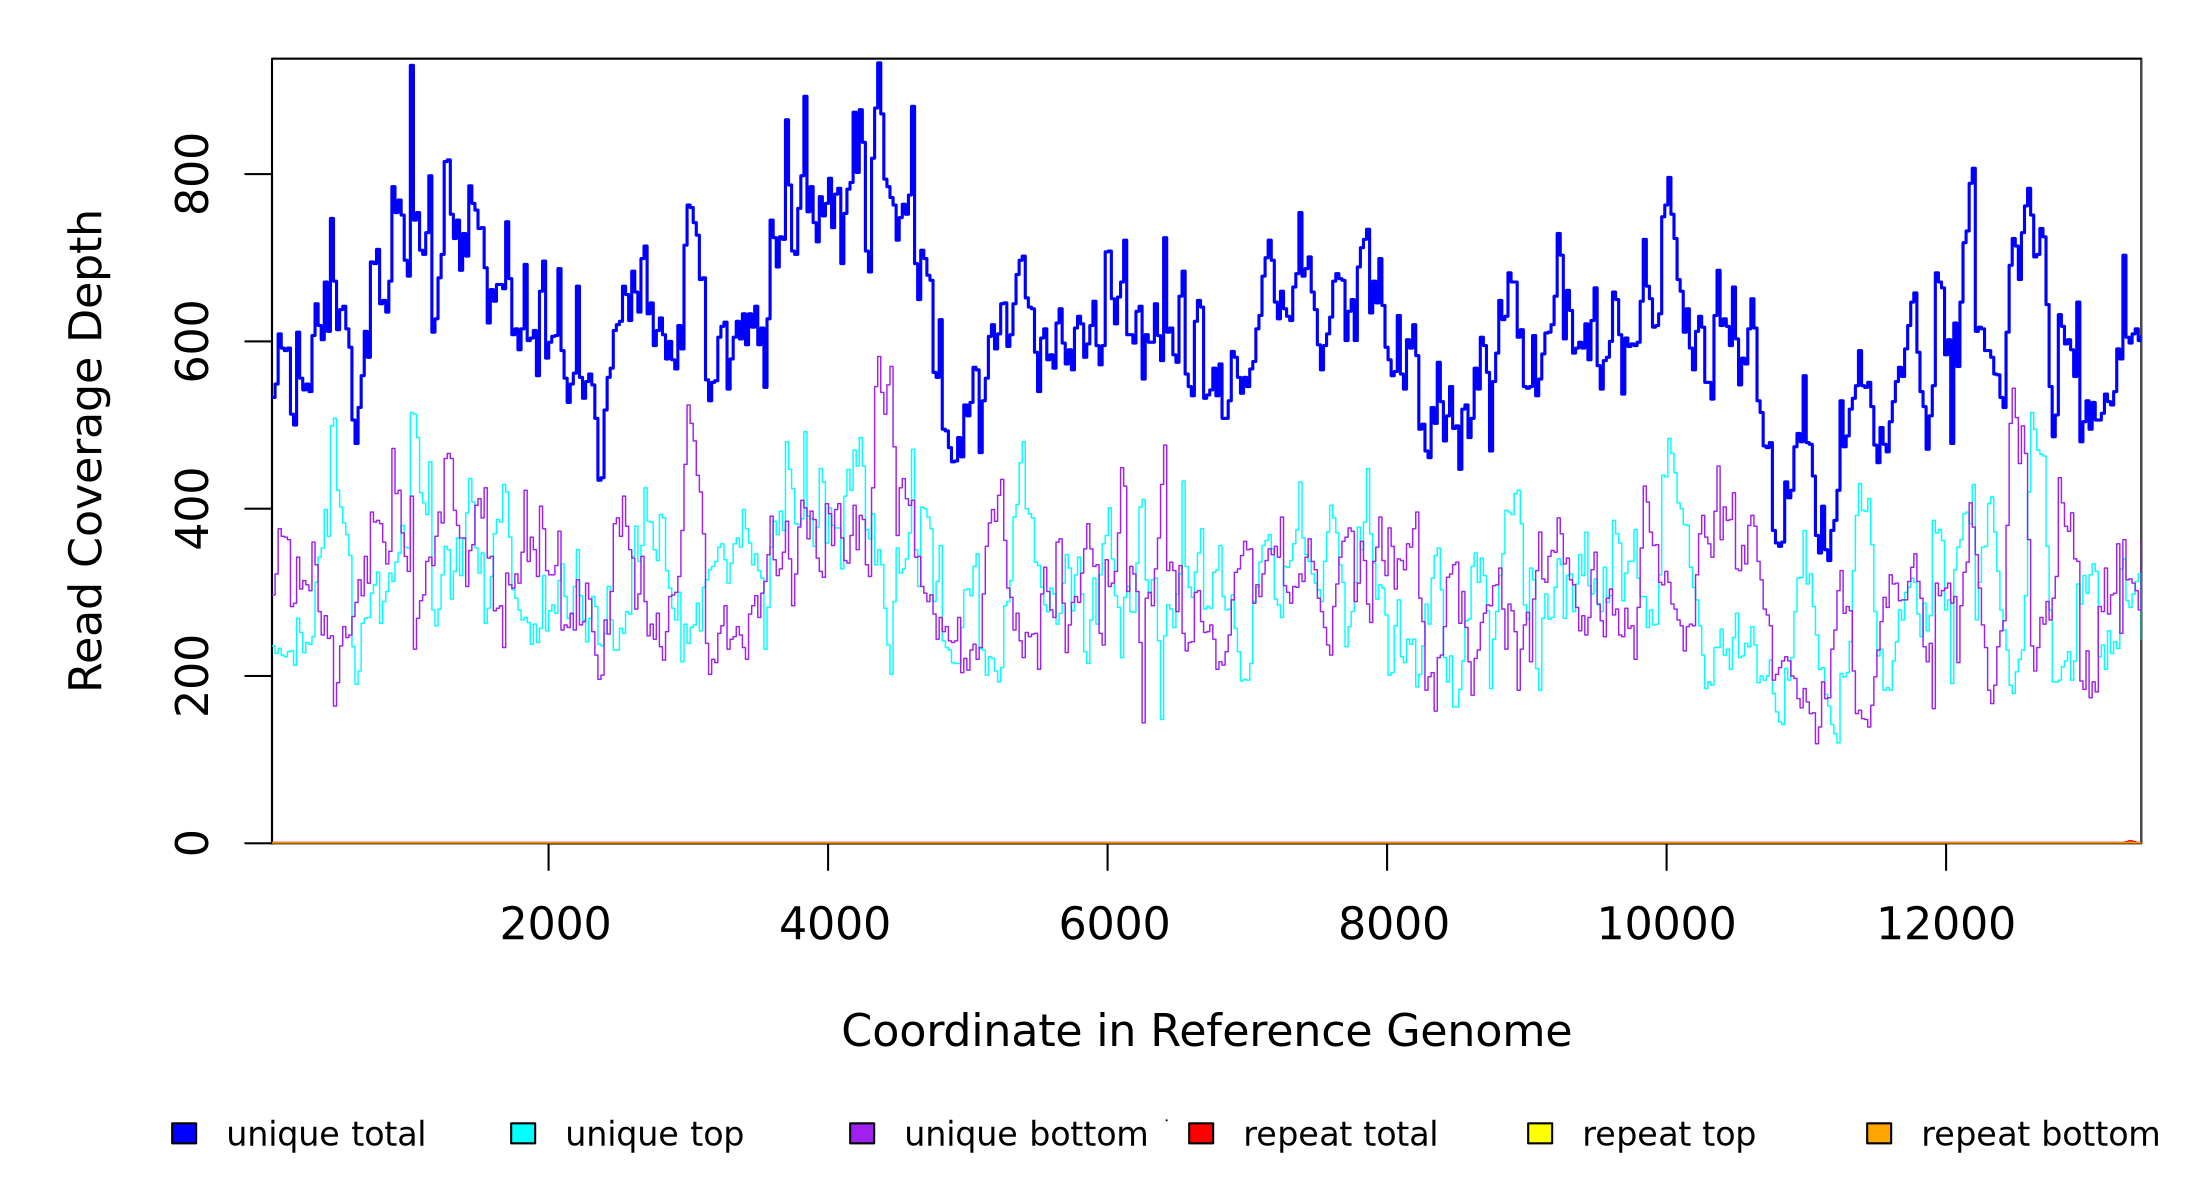 Read Coverage Depth
800
600
400
200
0
2000 4000 6000 8000 10000 12000
Coordinate in Reference Genome
unique total unique top unique bottom repeat total repeat top repeat bottom